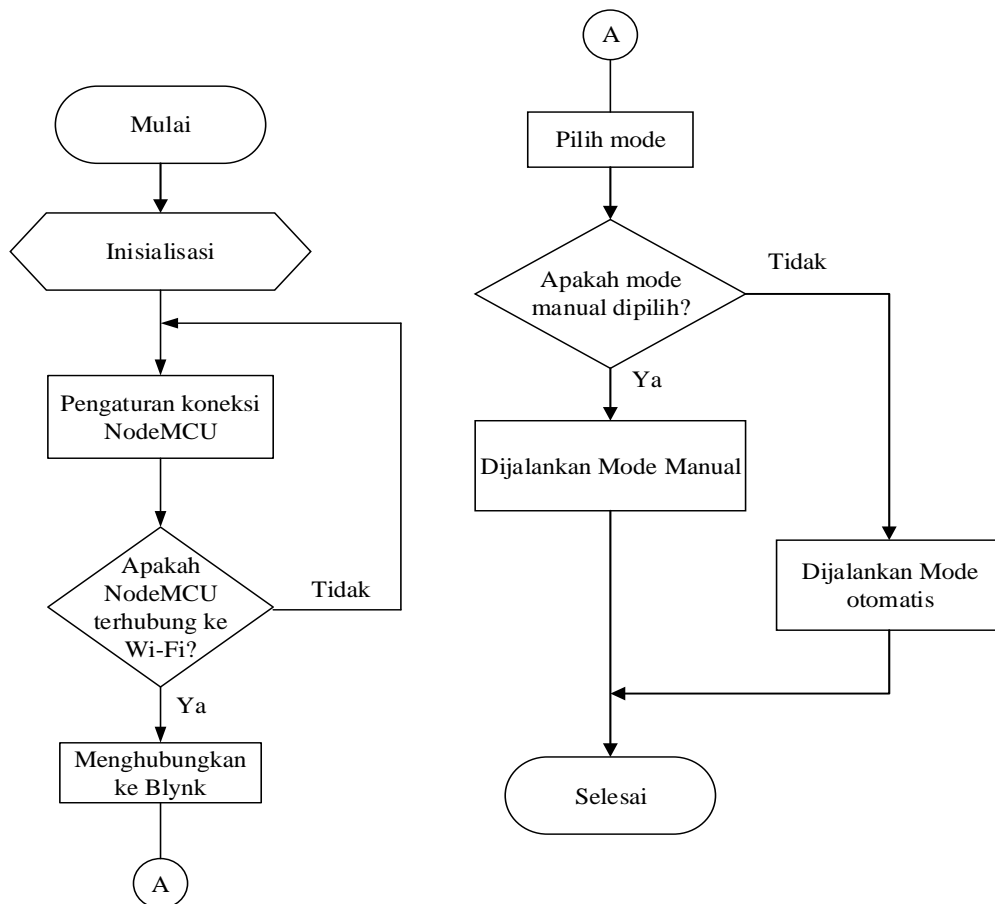 Mulai
Inisialisasi
Pengaturan koneksi
NodeMCU
Apakah
NodeMCU
terhubung ke
Wi-Fi?
Tidak
Ya
Menghubungkan
ke Blynk
A
A
Pilih mode
Apakah mode
manual dipilih?
Tidak
Ya
Dijalankan Mode Manual
Dijalankan Mode
otomatis
Selesai